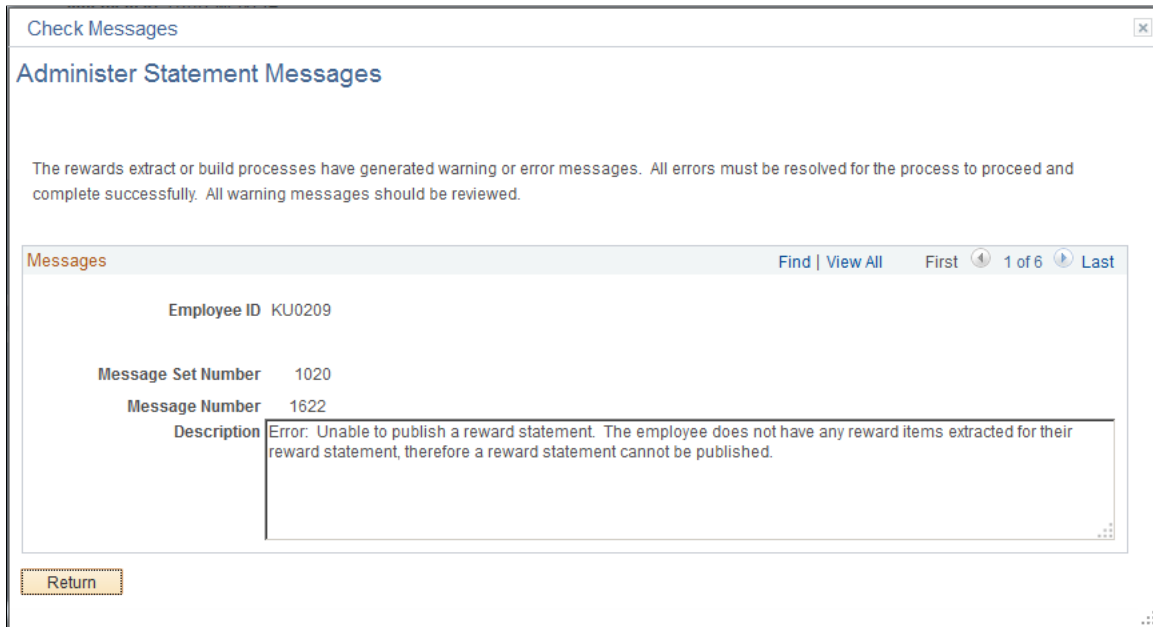 Check Messages
Administer Statement Messages
The rewards extract or build processes have generated warning or error messages.  All errors must be resolved for the process to proceed and
complete successfully.  All warning messages should be reviewed.
Messages Find | View All First 1 of 6 Last
Employee ID KU0209
Message Set Number 1020
Message Number 1622
Description Error:  Unable to publish a reward statement.  The employee does not have any reward items extracted for their
reward statement, therefore a reward statement cannot be published.
Return